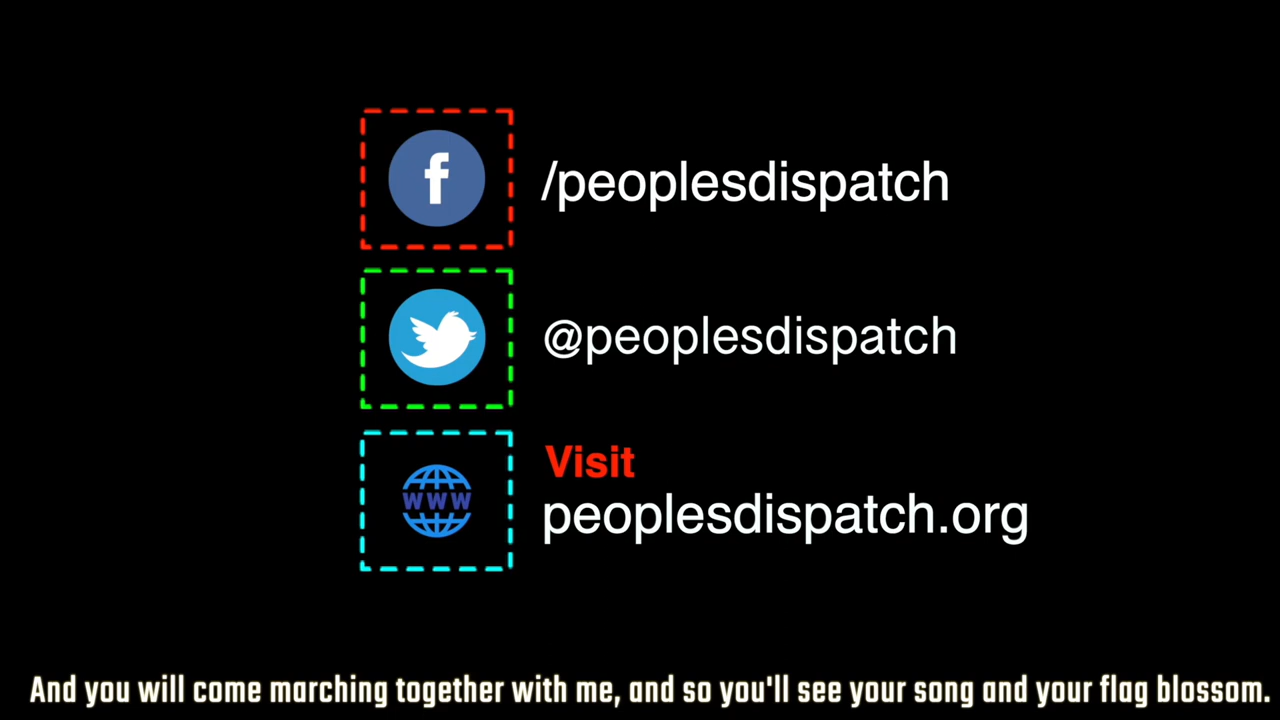 f
/peoplesdispatch
@peoplesdispatch
Visit
WWW
peoplesdispatch.org
And you will come marching together with me, and so you'll see your song and your flag blossom.